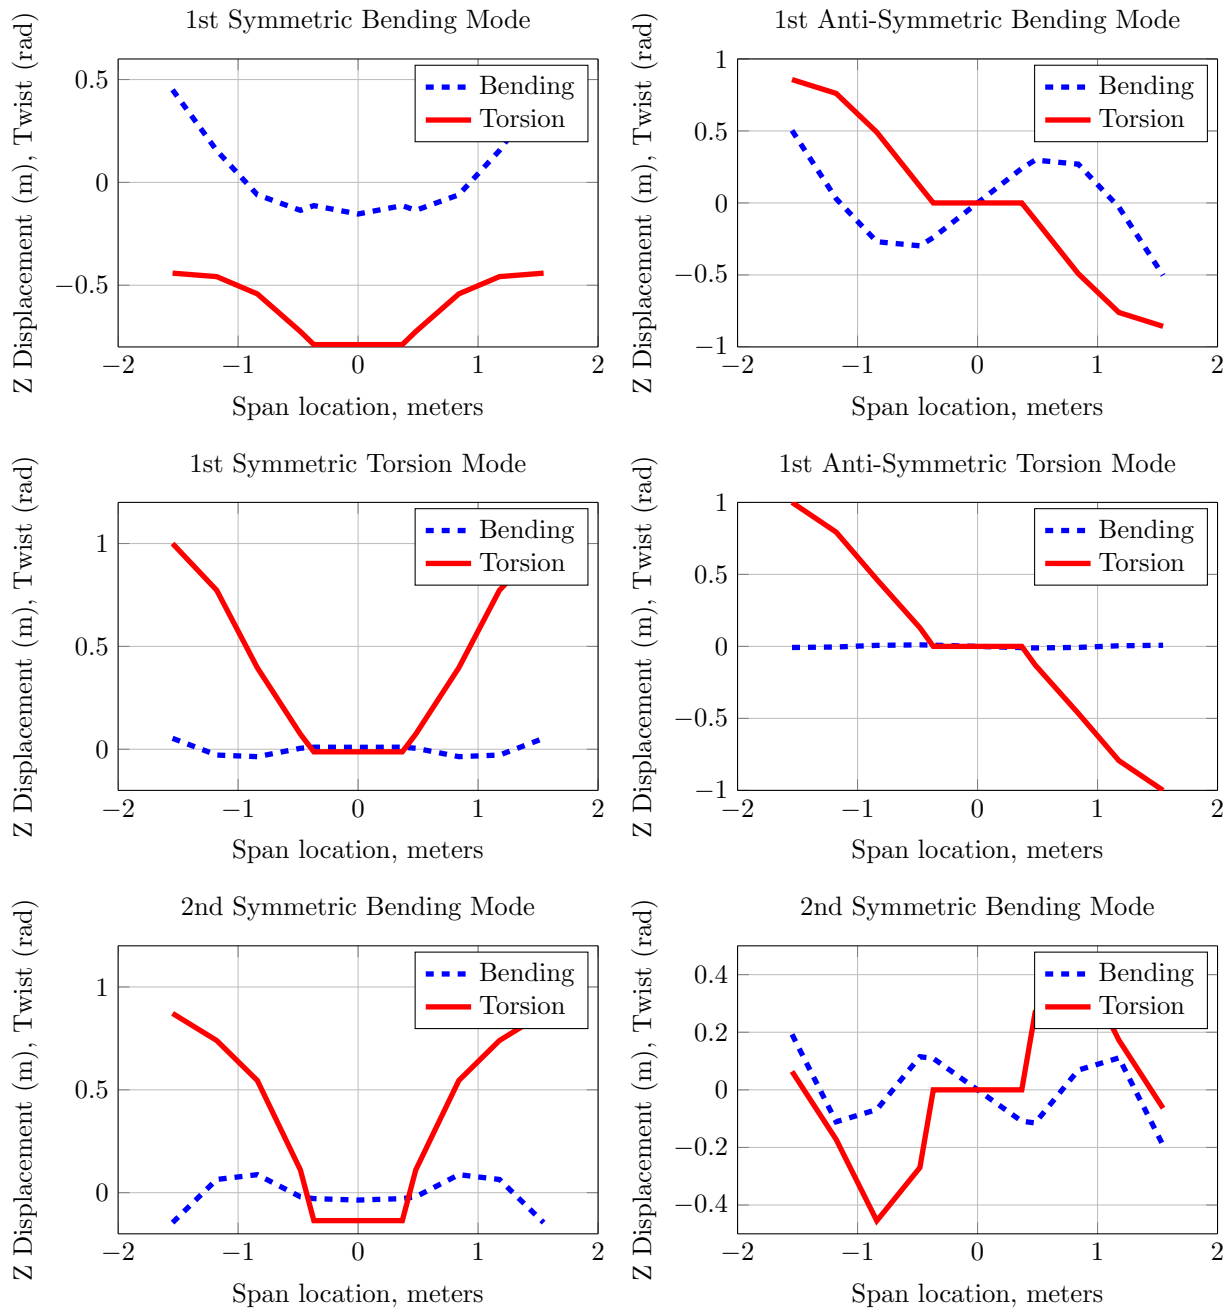 1st Symmetric Bending Mode
Z Displacement (m), Twist (rad)
0.5
0
−0.5
−2
−1
0
1
2
Span location, meters
Bending
Torsion
1st Anti-Symmetric Bending Mode
Z Displacement (m), Twist (rad)
1
0.5
0
−0.5
−1
−2
−1
0
1
2
Span location, meters
Bending
Torsion
1st Symmetric Torsion Mode
Z Displacement (m), Twist (rad)
1
0.5
0
−2
−1
0
1
2
Span location, meters
Bending
Torsion
1st Anti-Symmetric Torsion Mode
Z Displacement (m), Twist (rad)
1
0.5
0
−0.5
−1
−2
−1
0
1
2
Span location, meters
Bending
Torsion
2nd Symmetric Bending Mode
Z Displacement (m), Twist (rad)
1
0.5
0
−2
−1
0
1
2
Span location, meters
Bending
Torsion
2nd Symmetric Bending Mode
Z Displacement (m), Twist (rad)
0.4
0.2
0
−0.2
−0.4
−2
−1
0
1
2
Span location, meters
Bending
Torsion